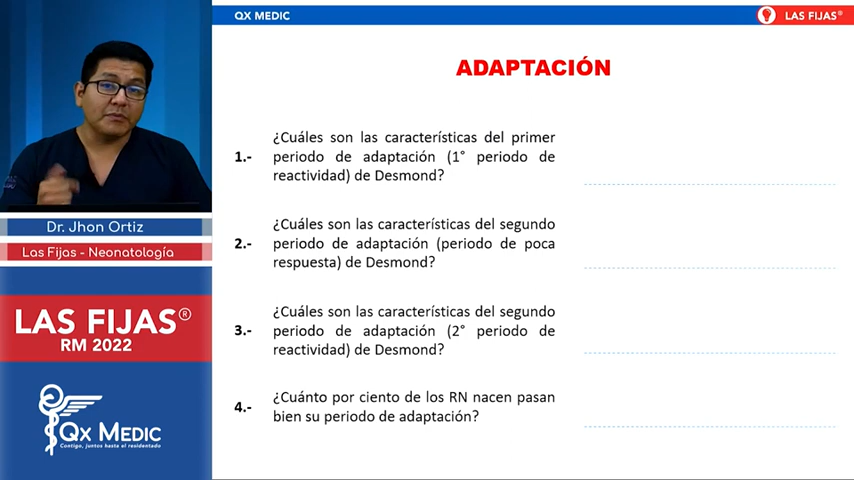 QX MEDIC
LAS FIJAS®
ADAPTACIÓN
1.-
¿Cuáles son las características del primer
periodo de adaptación (1° periodo de
reactividad) de Desmond?
2.-
¿Cuáles son las características del segundo
periodo de adaptación (periodo de poca
respuesta) de Desmond?
3.-
¿Cuáles son las características del segundo
periodo de adaptación (2° periodo de
reactividad) de Desmond?
4.-
¿Cuánto por ciento de los RN nacen pasan
bien su periodo de adaptación?
Dr. Jhon Ortiz
Las Fijas - Neonatología
LAS FIJAS®
RM 2022
QX MEDIC
Contigo, juntos hasta el residentado